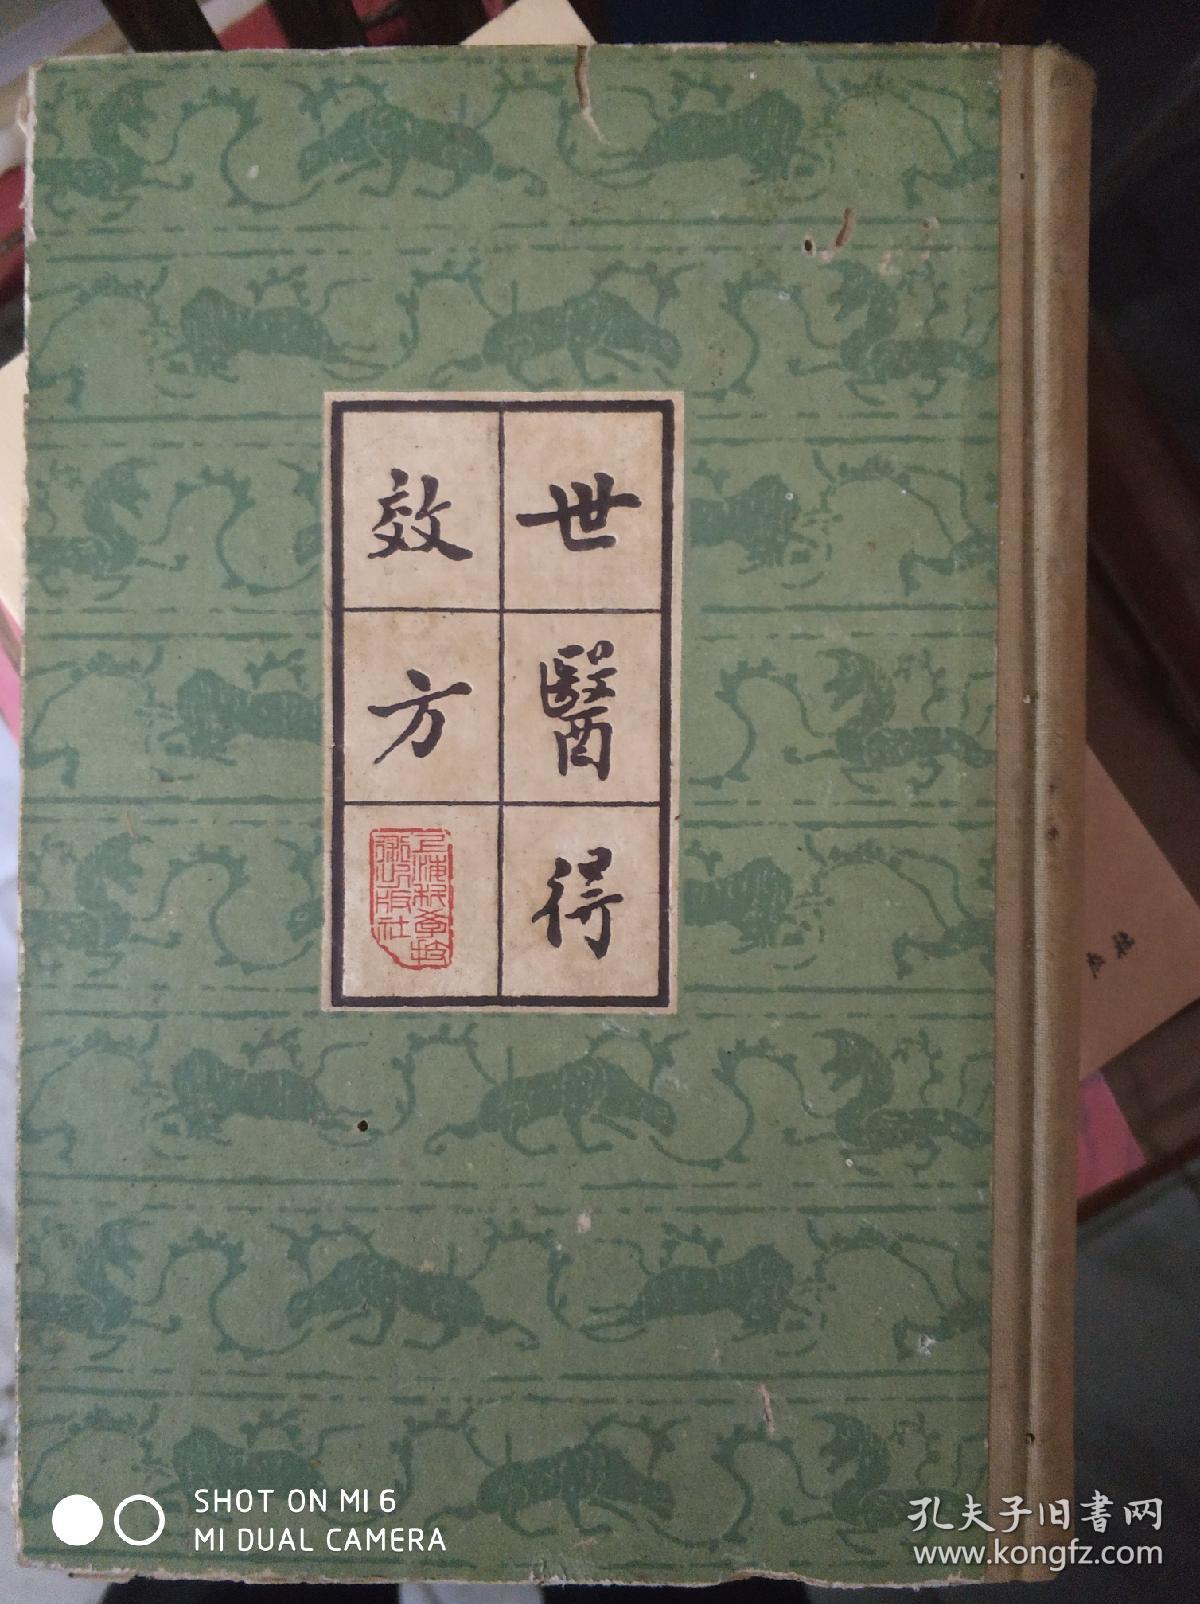 世醫得
效方
上海科学技
術出版社
SHOT ON MI 6
MI DUAL CAMERA
孔夫子旧書网
www.kongfz.com